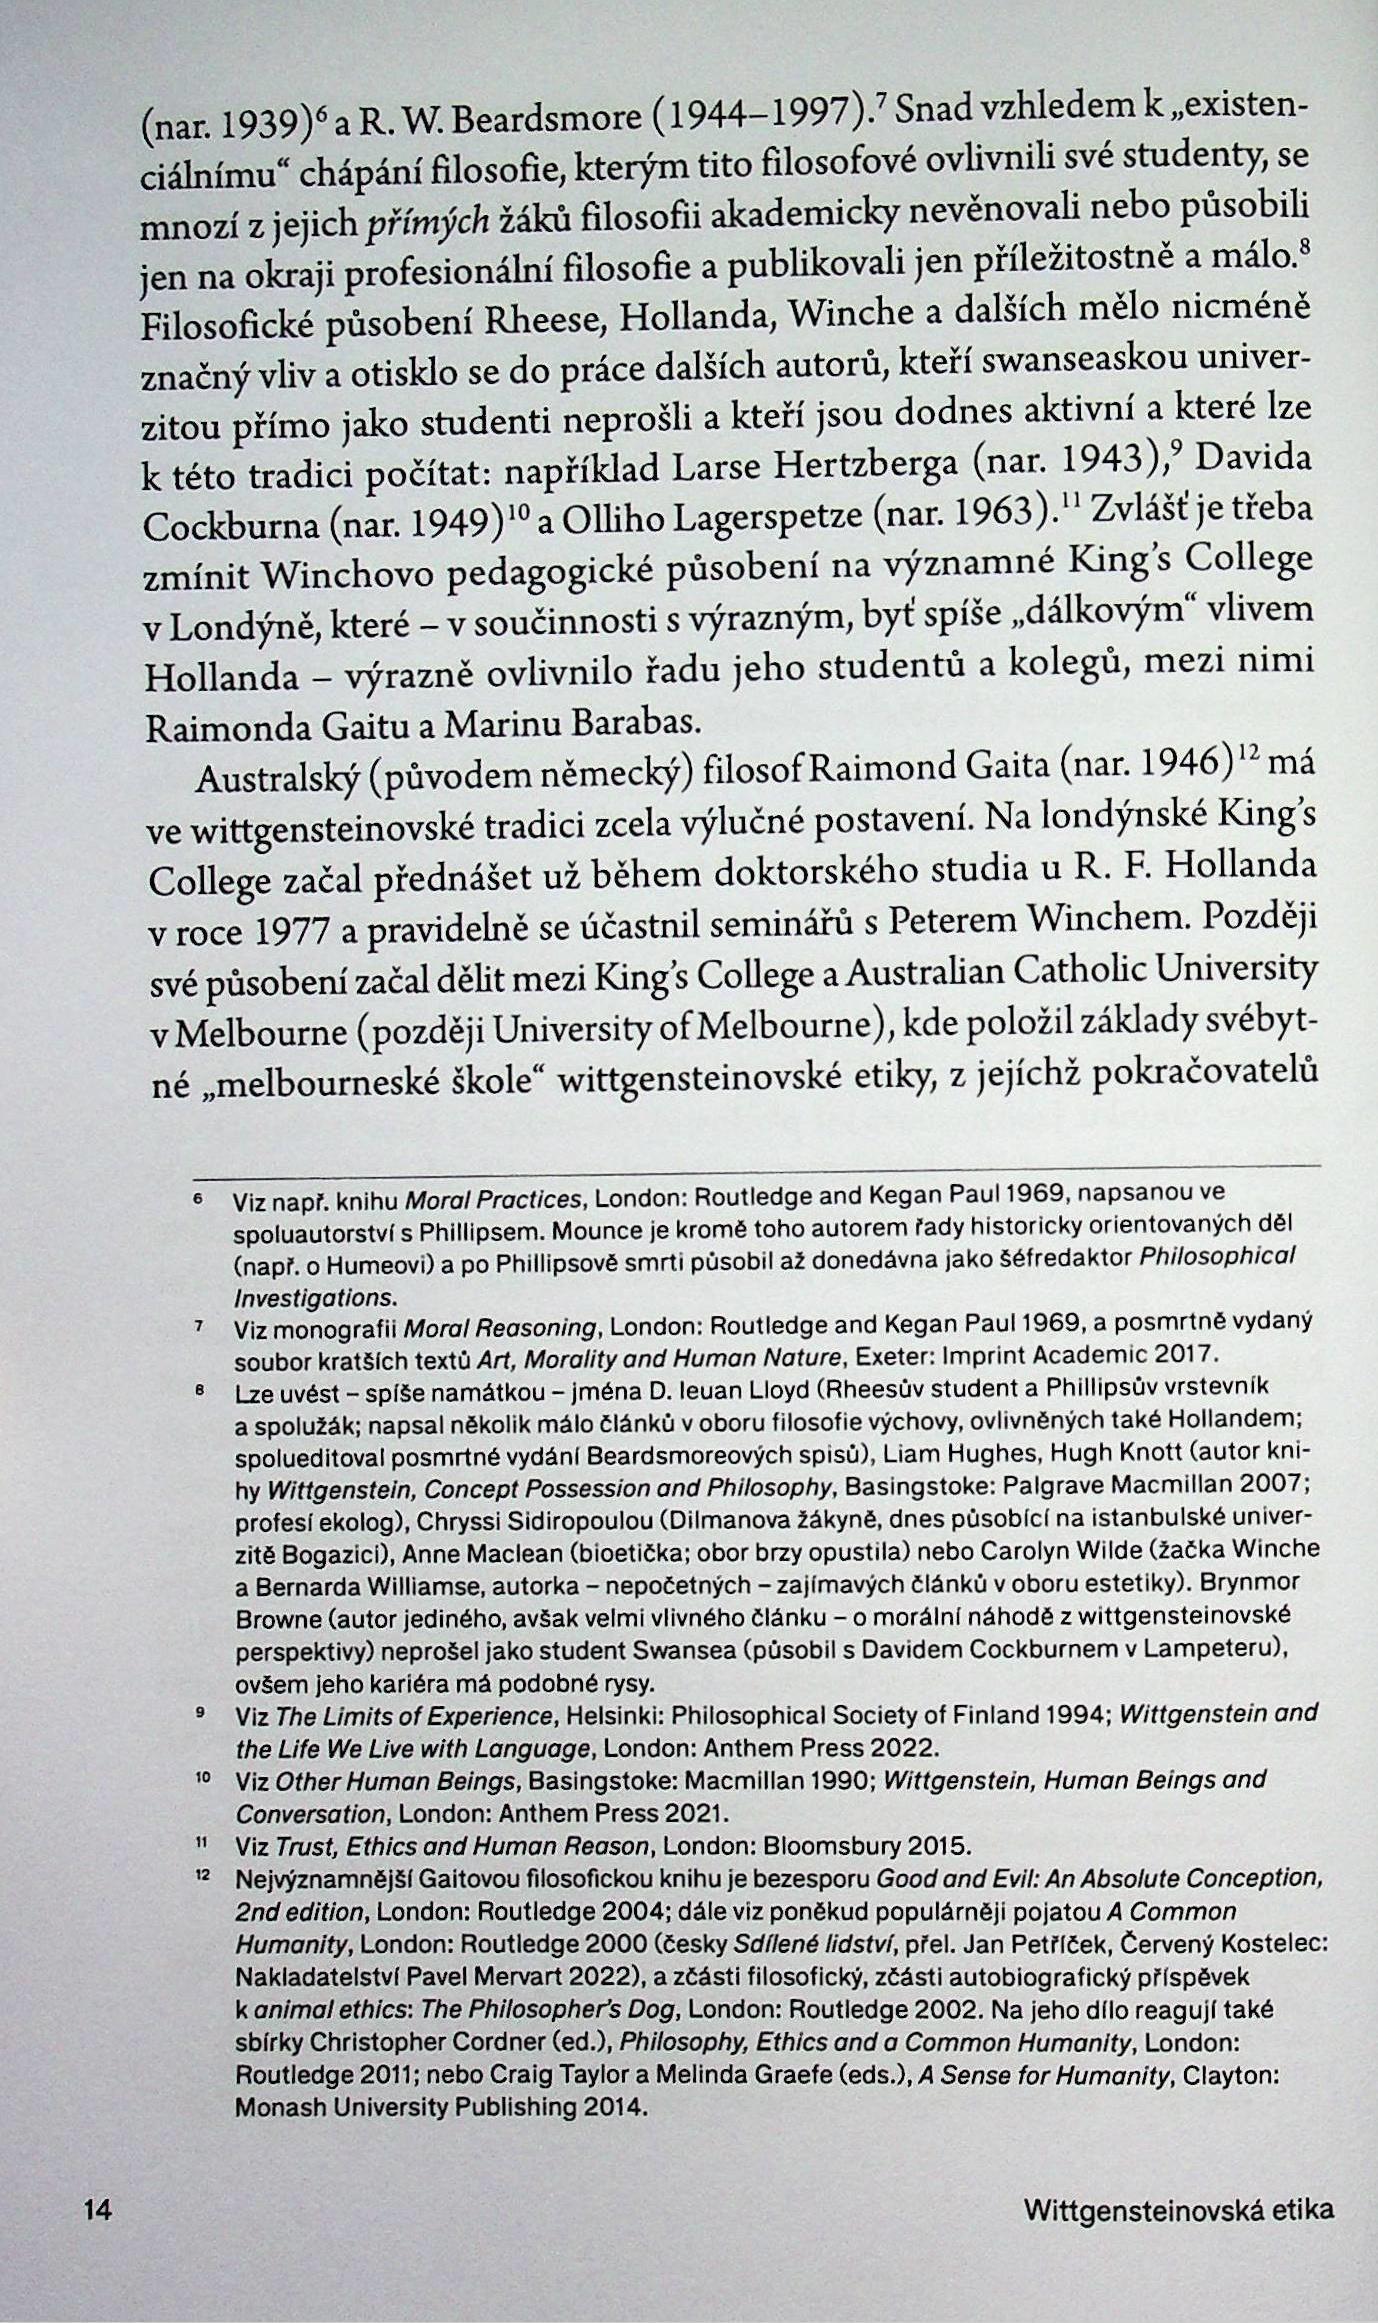 (nar. 1939)⁶ a R. W. Beardsmore (1944–1997).⁷ Snad vzhledem k „existen-
ciálnímu“ chápání filosofie, kterým tito filosofové ovlivnili své studenty, se
mnozí z jejich přímých žáků filosofii akademicky nevěnovali nebo působili
jen na okraji profesionální filosofie a publikovali jen příležitostně a málo.⁸
Filosofické působení Rheese, Hollanda, Winche a dalších mělo nicméně
značný vliv a otisklo se do práce dalších autorů, kteří swanseaskou univer-
zitou přímo jako studenti neprošli a kteří jsou dodnes aktivní a které lze
k této tradici počítat: například Larse Hertzberga (nar. 1943),⁹ Davida
Cockburna (nar. 1949)¹⁰ a Olliho Lagerspetze (nar. 1963).¹¹ Zvlášť je třeba
zmínit Winchovo pedagogické působení na významné King’s College
v Londýně, které – v součinnosti s výrazným, byť spíše „dálkovým“ vlivem
Hollanda – výrazně ovlivnilo řadu jeho studentů a kolegů, mezi nimi
Raimonda Gaitu a Marinu Barabas.
Australský (původem německý) filosof Raimond Gaita (nar. 1946)¹² má
ve wittgensteinovské tradici zcela výlučné postavení. Na londýnské King’s
College začal přednášet už během doktorského studia u R. F. Hollanda
v roce 1977 a pravidelně se účastnil seminářů s Peterem Winchem. Později
své působení začal dělit mezi King’s College a Australian Catholic University
v Melbourne (později University of Melbourne), kde položil základy svébyt-
né „melbourneské škole“ wittgensteinovské etiky, z jejíchž pokračovatelů
⁶ Viz např. knihu Moral Practices, London: Routledge and Kegan Paul 1969, napsanou ve
spoluautorství s Phillipsem. Mounce je kromě toho autorem řady historicky orientovaných děl
(např. o Humeovi) a po Phillipsově smrti působil až donedávna jako šéfredaktor Philosophical
Investigations.
⁷ Viz monografii Moral Reasoning, London: Routledge and Kegan Paul 1969, a posmrtně vydaný
soubor kratších textů Art, Morality and Human Nature, Exeter: Imprint Academic 2017.
⁸ Lze uvést – spíše namátkou – jména D. Ieuan Lloyd (Rheesův student a Phillipsův vrstevník
a spolužák; napsal několik málo článků v oboru filosofie výchovy, ovlivněných také Hollandem;
spolueditoval posmrtné vydání Beardsmoreových spisů), Liam Hughes, Hugh Knott (autor kni-
hy Wittgenstein, Concept Possession and Philosophy, Basingstoke: Palgrave Macmillan 2007;
profesí ekolog), Chryssi Sidiropoulou (Dilmanova žákyně, dnes působící na istanbulské univer-
zitě Bogazici), Anne Maclean (bioetička; obor brzy opustila) nebo Carolyn Wilde (žačka Winche
a Bernarda Williamse, autorka – nepočetných – zajímavých článků v oboru estetiky). Brynmor
Browne (autor jediného, avšak velmi vlivného článku – o morální náhodě z wittgensteinovské
perspektivy) neprošel jako student Swansea (působil s Davidem Cockburnem v Lampeteru),
ovšem jeho kariéra má podobné rysy.
⁹ Viz The Limits of Experience, Helsinki: Philosophical Society of Finland 1994; Wittgenstein and
the Life We Live with Language, London: Anthem Press 2022.
¹⁰ Viz Other Human Beings, Basingstoke: Macmillan 1990; Wittgenstein, Human Beings and
Conversation, London: Anthem Press 2021.
¹¹ Viz Trust, Ethics and Human Reason, London: Bloomsbury 2015.
¹² Nejvýznamnější Gaitovou filosofickou knihu je bezesporu Good and Evil: An Absolute Conception,
2nd edition, London: Routledge 2004; dále viz poněkud populárněji pojatou A Common
Humanity, London: Routledge 2000 (česky Sdílené lidství, přel. Jan Petříček, Červený Kostelec:
Nakladatelství Pavel Mervart 2022), a zčásti filosofický, zčásti autobiografický příspěvek
k animal ethics: The Philosopher’s Dog, London: Routledge 2002. Na jeho dílo reagují také
sbírky Christopher Cordner (ed.), Philosophy, Ethics and a Common Humanity, London:
Routledge 2011; nebo Craig Taylor a Melinda Graefe (eds.), A Sense for Humanity, Clayton:
Monash University Publishing 2014.
14
Wittgensteinovská etika